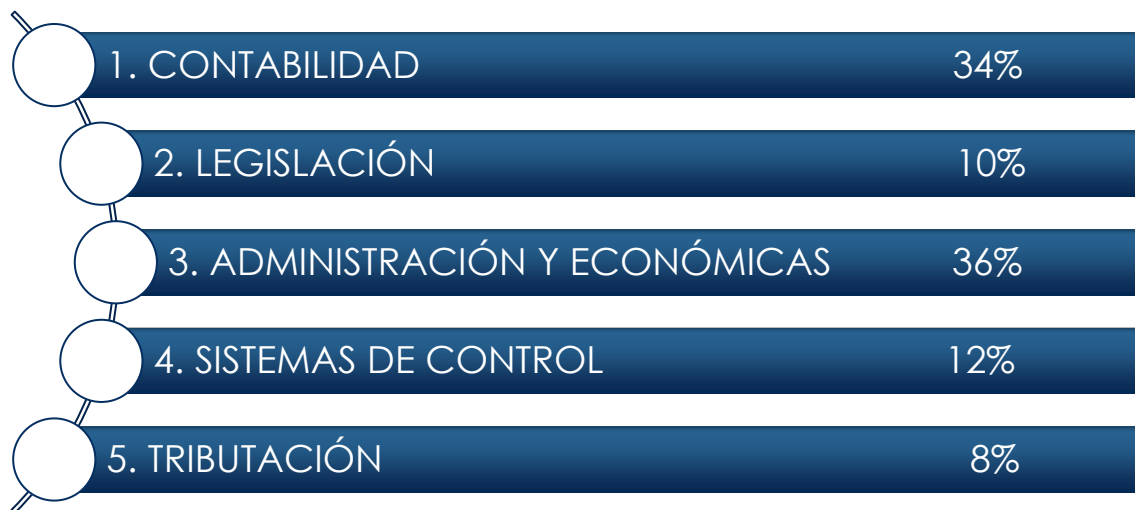 1. CONTABILIDAD 34%
2. LEGISLACIÓN 10%
3. ADMINISTRACIÓN Y ECONÓMICAS 36%
4. SISTEMAS DE CONTROL 12%
5. TRIBUTACIÓN 8%